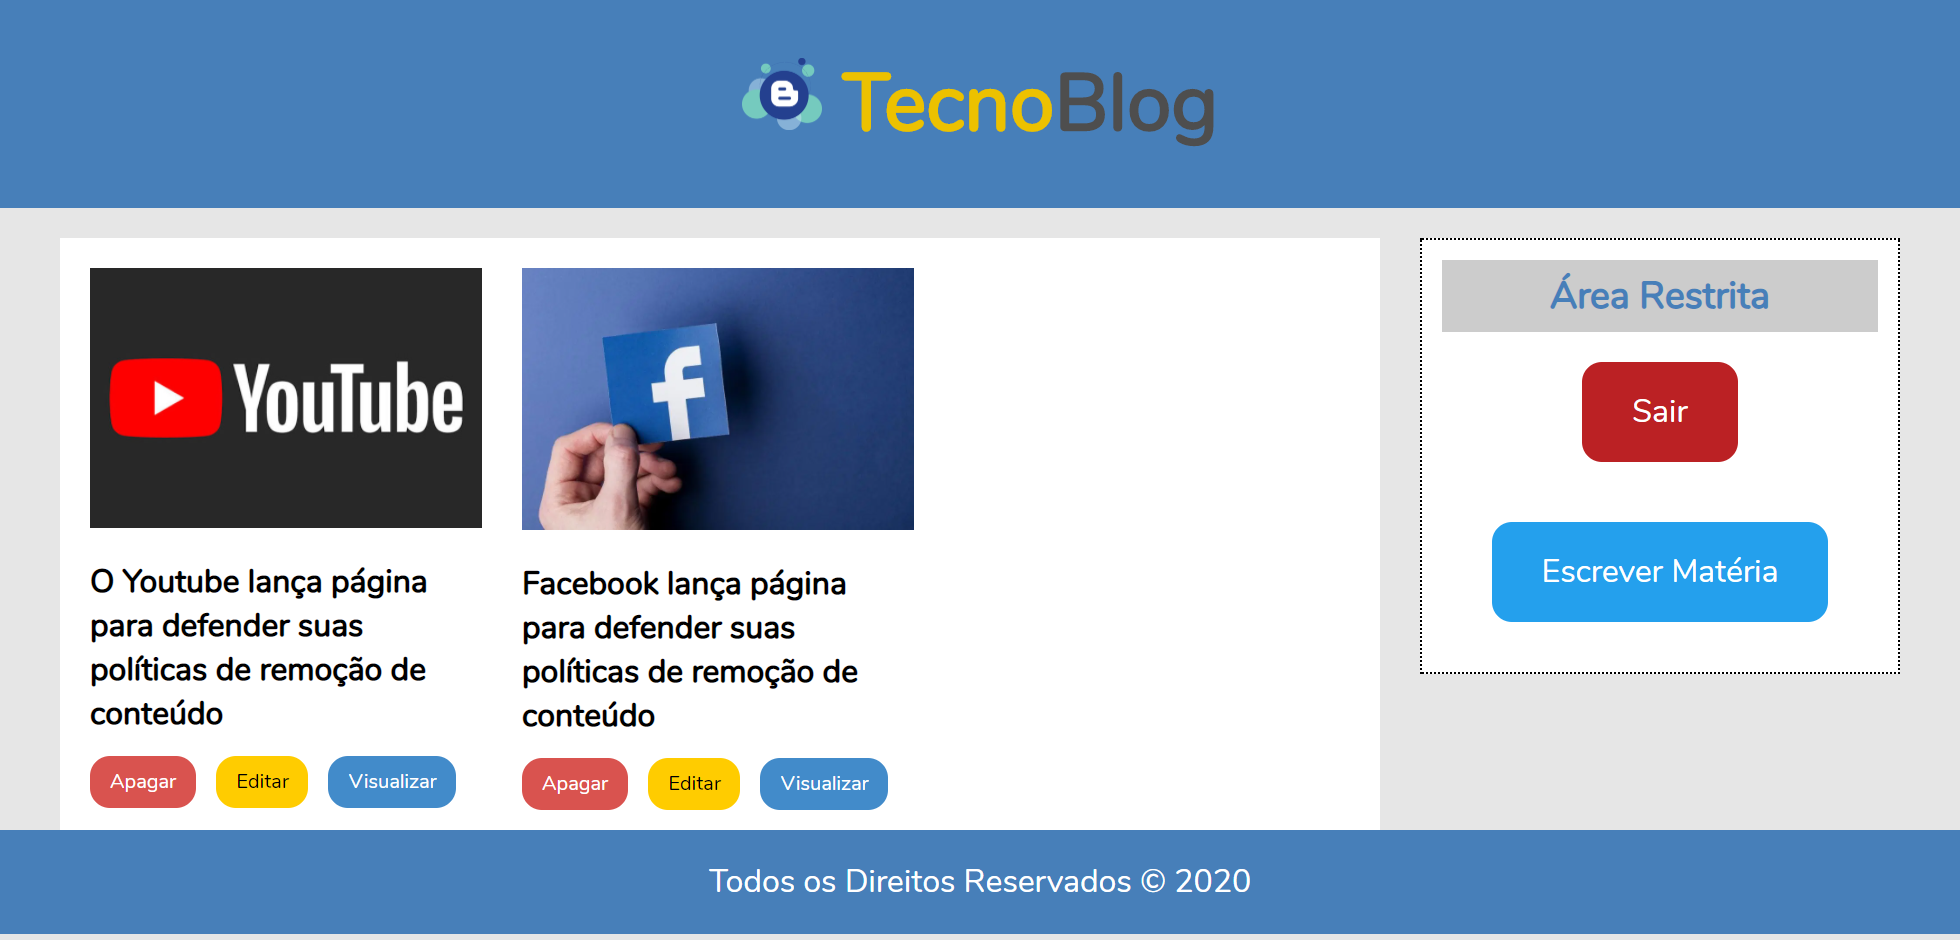 TecnoBlog
YouTube
O Youtube lança página
para defender suas
políticas de remoção de
conteúdo
Apagar Editar Visualizar
Facebook lança página
para defender suas
políticas de remoção de
conteúdo
Apagar Editar Visualizar
Área Restrita
Sair
Escrever Matéria
Todos os Direitos Reservados © 2020